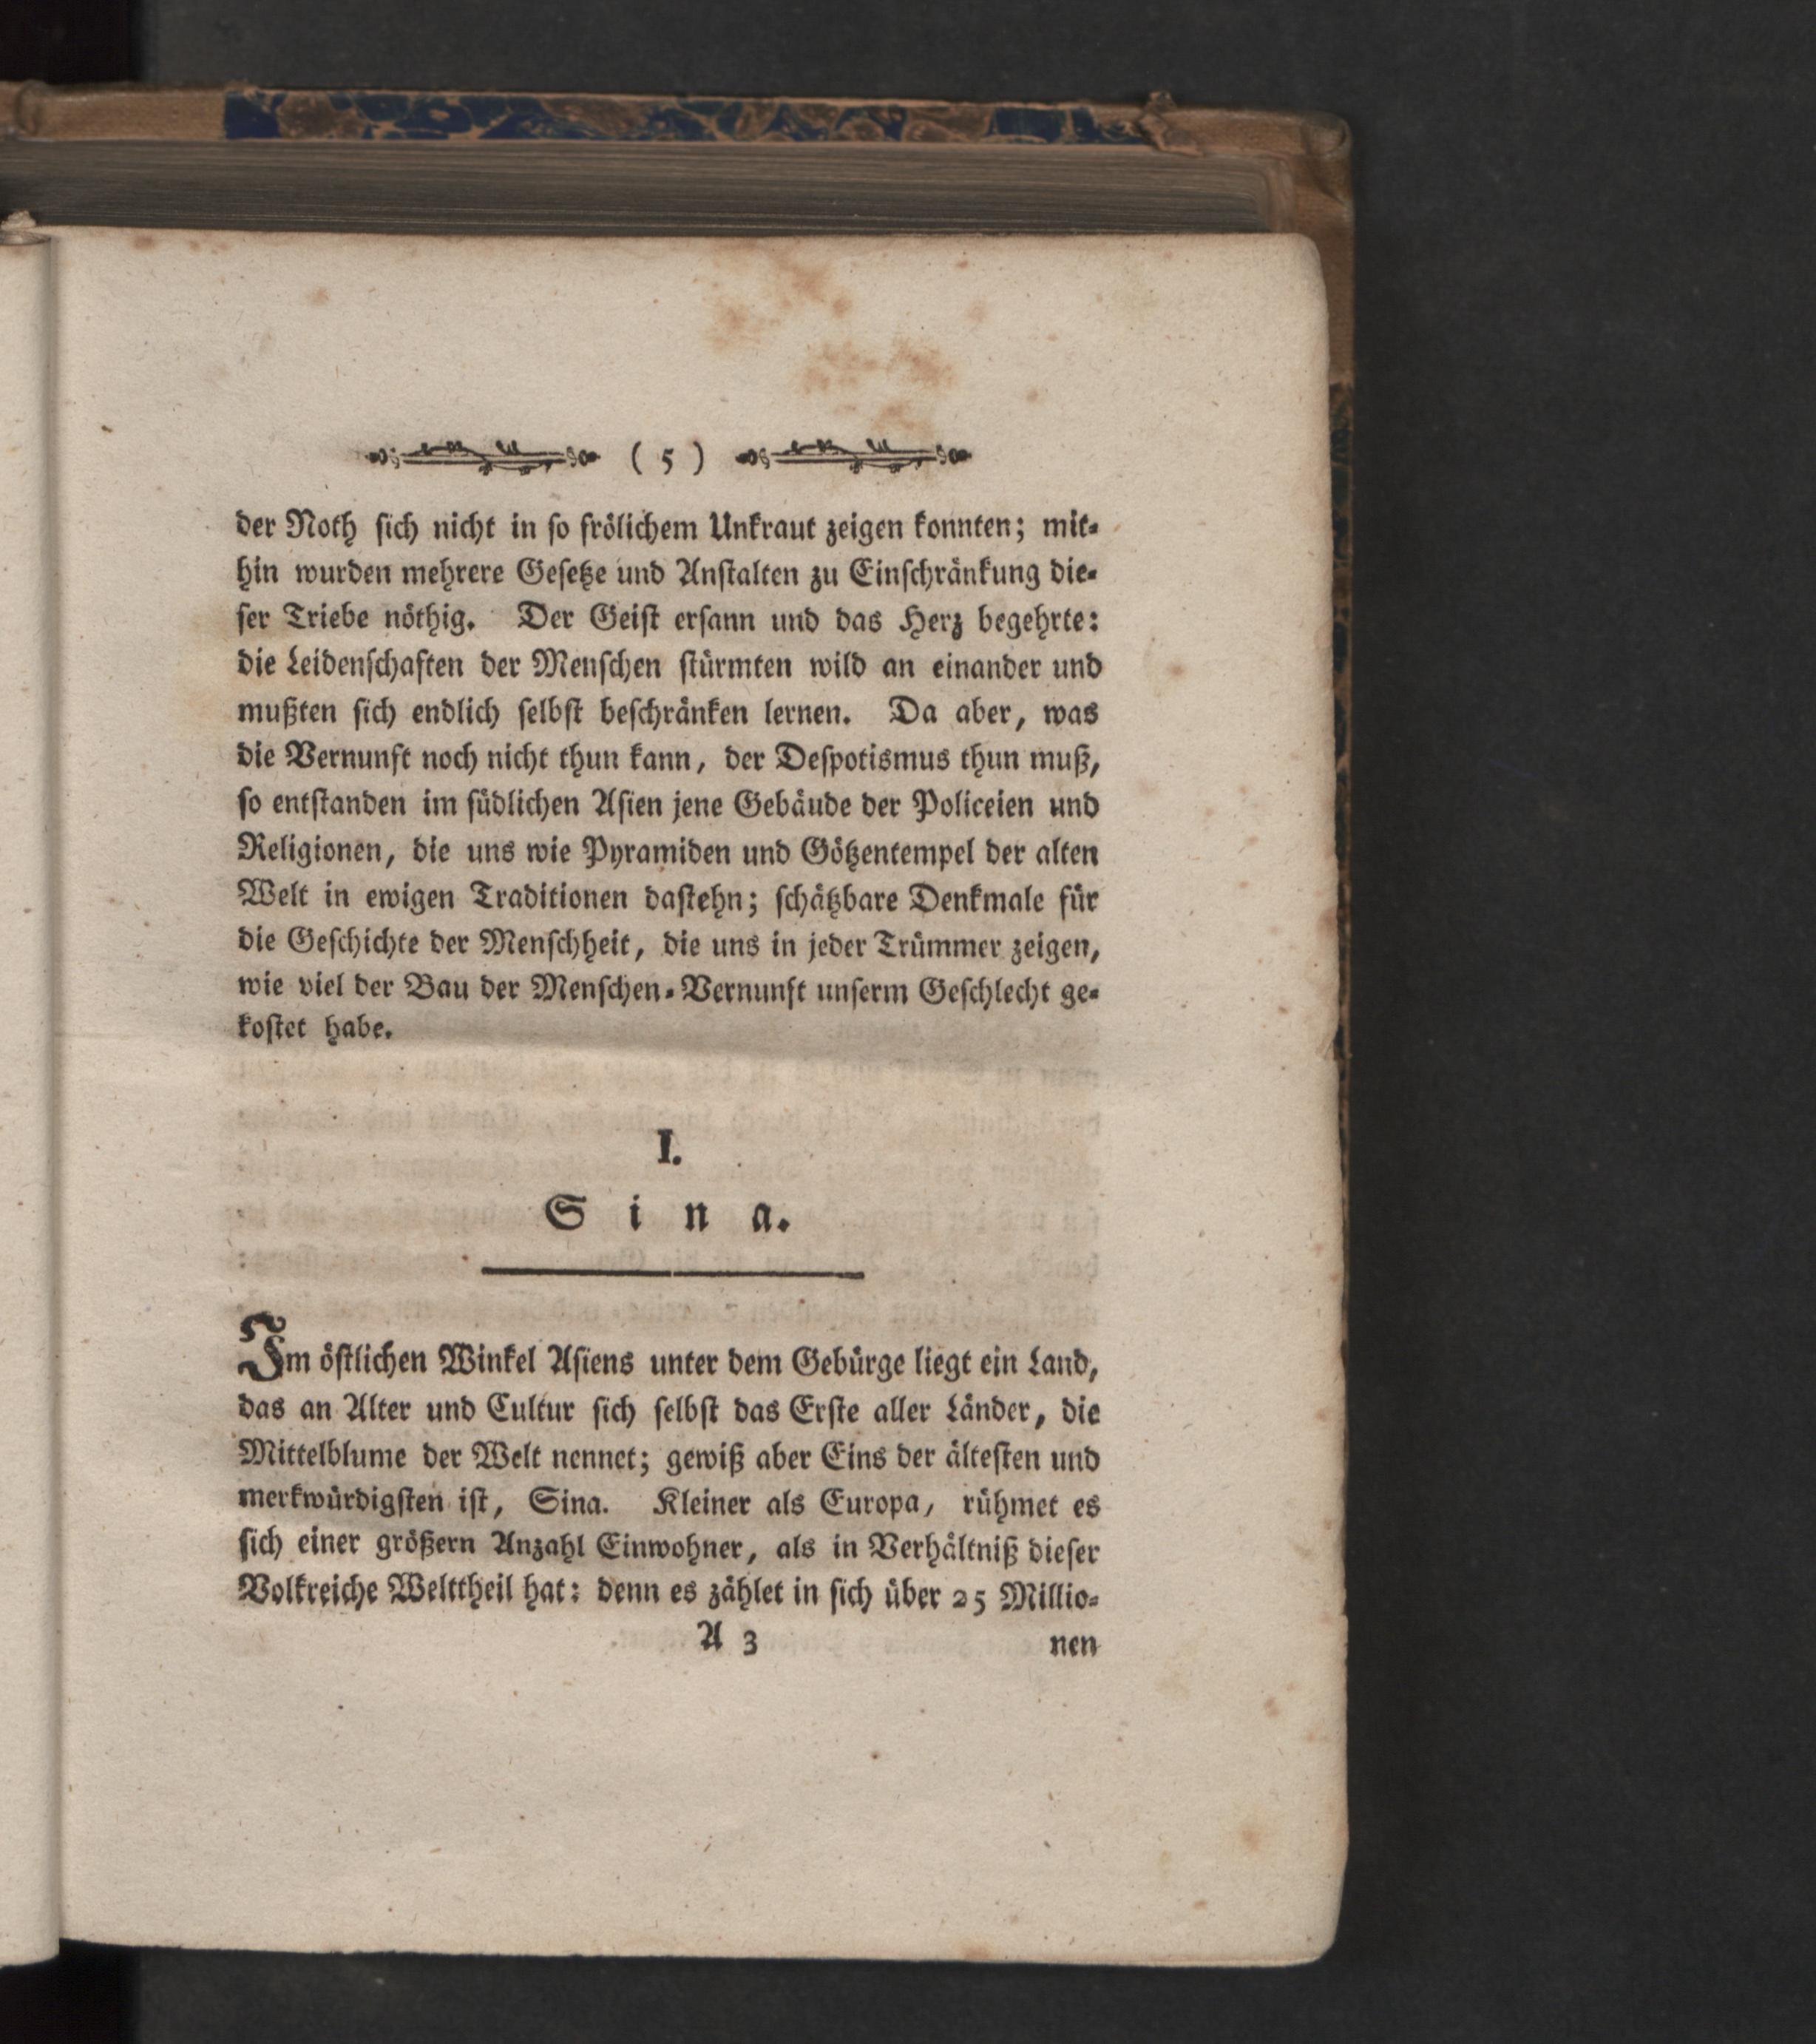 ( 5 )
der Noth ſich nicht in ſo frölichem Unkraut zeigen konnten; mit-
hin wurden mehrere Geſetze und Anſtalten zu Einſchränkung die-
ſer Triebe nöthig. Der Geiſt erſann und das Herz begehrte:
die Leidenſchaften der Menſchen ſtürmten wild an einander und
mußten ſich endlich ſelbſt beſchränken lernen. Da aber, was
die Vernunft noch nicht thun kann, der Deſpotismus thun muß,
ſo entſtanden im ſüdlichen Aſien jene Gebäude der Policeien und
Religionen, die uns wie Pyramiden und Götzentempel der alten
Welt in ewigen Traditionen daſtehn; ſchätzbare Denkmale für
die Geſchichte der Menſchheit, die uns in jeder Trümmer zeigen,
wie viel der Bau der Menſchen-Vernunft unſerm Geſchlecht ge-
koſtet habe.
I.
Sina.
Im öſtlichen Winkel Aſiens unter dem Gebürge liegt ein Land,
das an Alter und Cultur ſich ſelbſt das Erſte aller Länder, die
Mittelblume der Welt nennet; gewiß aber Eins der älteſten und
merkwürdigſten iſt, Sina. Kleiner als Europa, rühmet es
ſich einer größern Anzahl Einwohner, als in Verhältniß dieſer
Volkreiche Welttheil hat: denn es zählet in ſich über 25 Millio-
A 3 nen